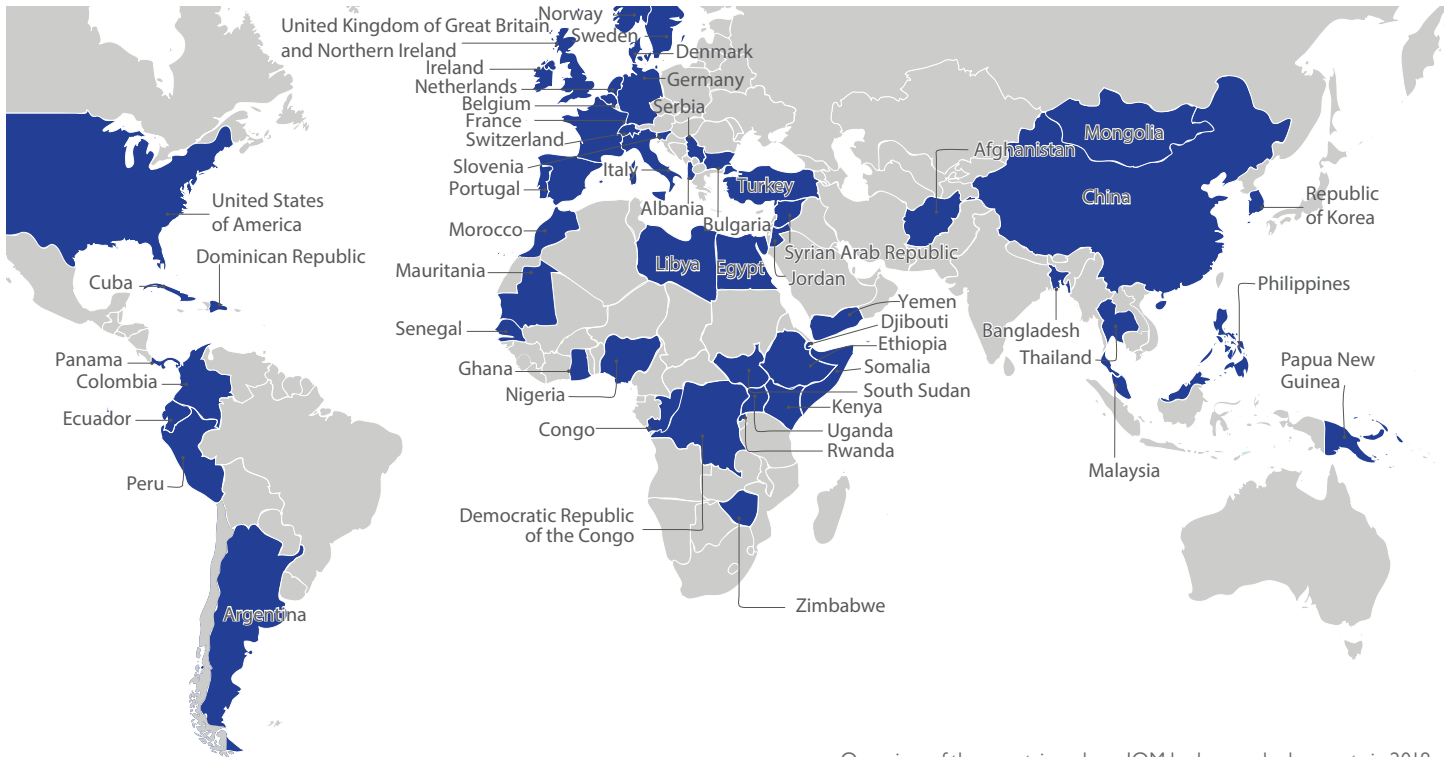 Norway
United Kingdom of Great Britain
and Northern Ireland
Sweden
Denmark
Ireland
Germany
Netherlands
Belgium
Serbia
France
Switzerland
Slovenia
Italy
Portugal
Albania
Bulgaria
Turkey
Afghanistan
Mongolia
China
Republic
of Korea
United States
of America
Dominican Republic
Cuba
Morocco
Mauritania
Libya
Egypt
Syrian Arab Republic
Jordan
Senegal
Yemen
Djibouti
Ethiopia
Somalia
South Sudan
Kenya
Uganda
Rwanda
Bangladesh
Thailand
Philippines
Papua New
Guinea
Malaysia
Panama
Colombia
Ecuador
Peru
Ghana
Nigeria
Congo
Democratic Republic
of the Congo
Zimbabwe
Argentina